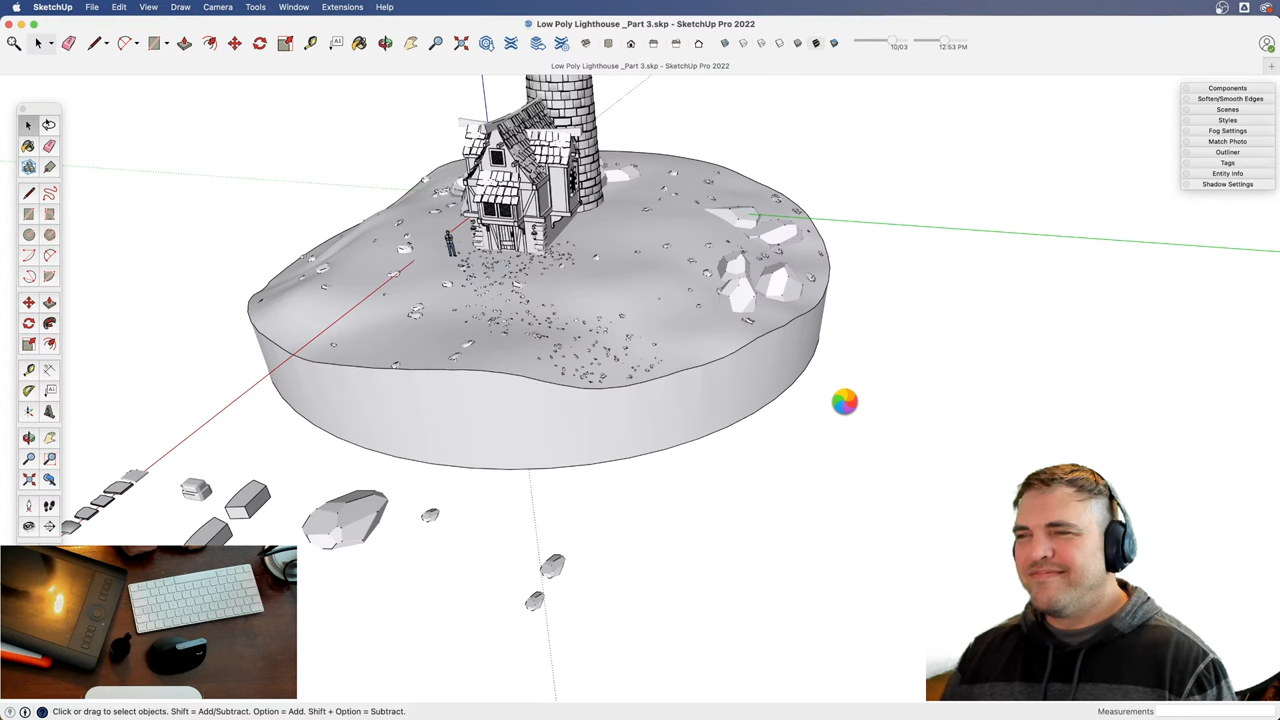 SketchUp File Edit View Draw Camera Tools Window Extensions Help
Low Poly Lighthouse _Part 3.skp - SketchUp Pro 2022
10/03 12:53 PM
Low Poly Lighthouse _Part 3.skp - SketchUp Pro 2022
Components
Soften/Smooth Edges
Scenes
Styles
Fog Settings
Match Photo
Outliner
Tags
Entity Info
Shadow Settings
Click or drag to select objects. Shift = Add/Subtract. Option = Add. Shift + Option = Subtract.
Measurements